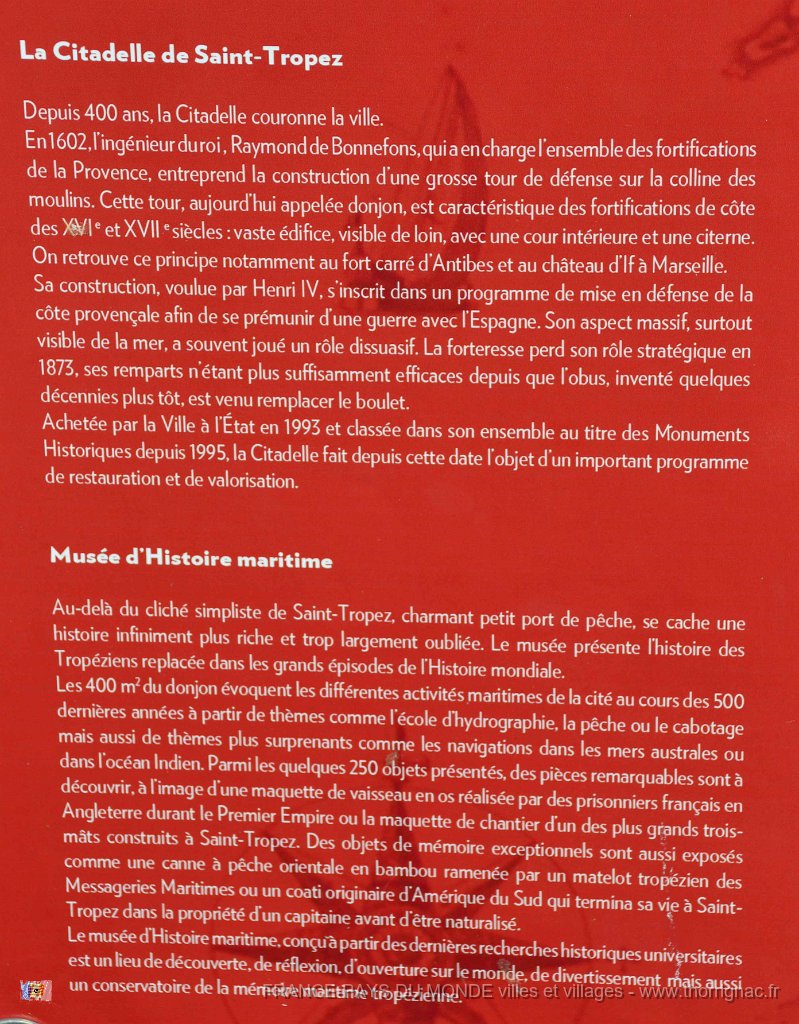 La Citadelle de Saint-Tropez
Depuis 400 ans, la Citadelle couronne la ville.
En 1602, l'ingénieur du roi, Raymond de Bonnefons, qui a en charge l'ensemble des fortifications
de la Provence, entreprend la construction d'une grosse tour de défense sur la colline des
moulins. Cette tour, aujourd'hui appelée donjon, est caractéristique des fortifications de côte
des XVIe et XVIIe siècles : vaste édifice, visible de loin, avec une cour intérieure et une citerne.
On retrouve ce principe notamment au fort carré d'Antibes et au château d'If à Marseille.
Sa construction, voulue par Henri IV, s'inscrit dans un programme de mise en défense de la
côte provençale afin de se prémunir d'une guerre avec l'Espagne. Son aspect massif, surtout
visible de la mer, a souvent joué un rôle dissuasif. La forteresse perd son rôle stratégique en
1873, ses remparts n'étant plus suffisamment efficaces depuis que l'obus, inventé quelques
décennies plus tôt, est venu remplacer le boulet.
Achetée par la Ville à l'État en 1993 et classée dans son ensemble au titre des Monuments
Historiques depuis 1995, la Citadelle fait depuis cette date l'objet d'un important programme
de restauration et de valorisation.
Musée d'Histoire maritime
Au-delà du cliché simpliste de Saint-Tropez, charmant petit port de pêche, se cache une
histoire infiniment plus riche et trop largement oubliée. Le musée présente l'histoire des
Tropéziens replacée dans les grands épisodes de l'Histoire mondiale.
Les 400 m² du donjon évoquent les différentes activités maritimes de la cité au cours des 500
dernières années à partir de thèmes comme l'école d'hydrographie, la pêche ou le cabotage
mais aussi de thèmes plus surprenants comme les navigations dans les mers australes ou
dans l'océan Indien. Parmi les quelques 250 objets présentés, des pièces remarquables sont à
découvrir, à l'image d'une maquette de vaisseau en os réalisée par des prisonniers français en
Angleterre durant le Premier Empire ou la maquette de chantier d'un des plus grands trois-
mâts construits à Saint-Tropez. Des objets de mémoire exceptionnels sont aussi exposés
comme une canne à pêche orientale en bambou ramenée par un matelot tropézien des
Messageries Maritimes ou un coati originaire d'Amérique du Sud qui termina sa vie à Saint-
Tropez dans la propriété d'un capitaine avant d'être naturalisé.
Le musée d'Histoire maritime, conçu à partir des dernières recherches historiques universitaires
est un lieu de découverte, de réflexion, d'ouverture sur le monde, de divertissement mais aussi
un conservatoire de la mémoire maritime tropézienne.
FRANCE PAYS DU MONDE villes et villages - www.thorrignac.fr